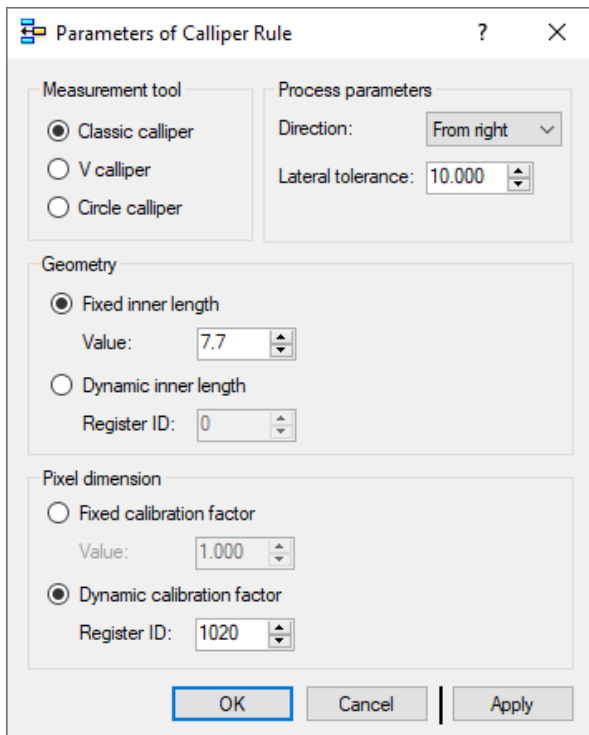 Parameters of Calliper Rule ?
Measurement tool
Classic calliper
V calliper
Circle calliper
Process parameters
Direction: From right
Lateral tolerance: 10.000
Geometry
Fixed inner length
Value: 7.7
Dynamic inner length
Register ID: 0
Pixel dimension
Fixed calibration factor
Value: 1.000
Dynamic calibration factor
Register ID: 1020
OK Cancel Apply